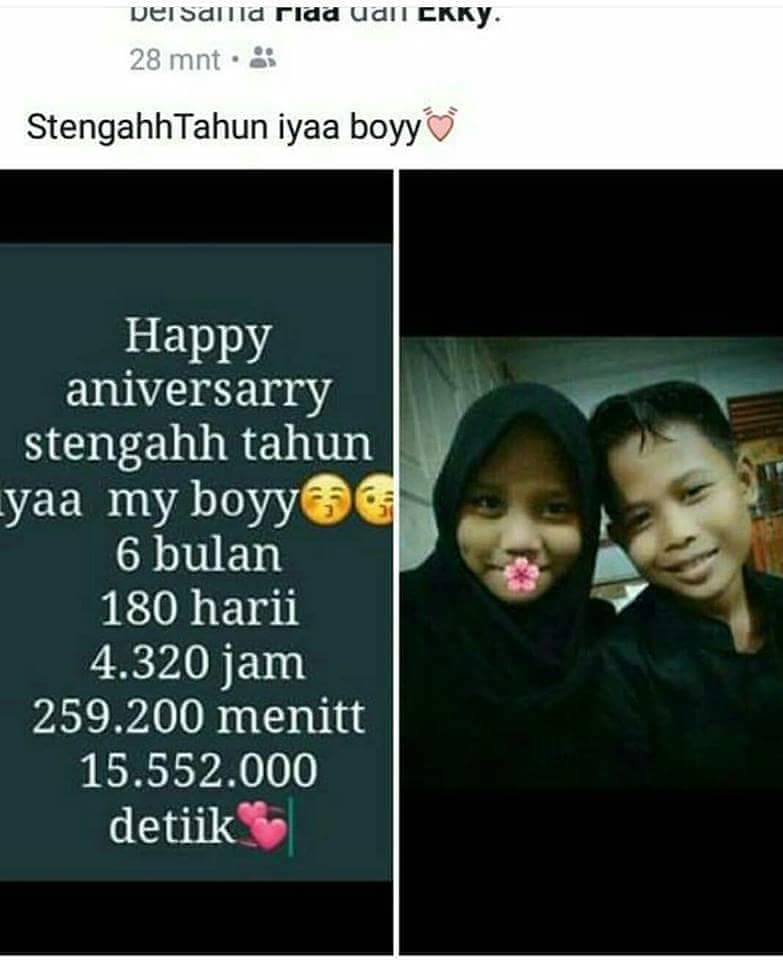 bersama Fiaa dan Ekky.
28 mnt •
StengahhTahun iyaa boyy💓
Happy
aniversarry
stengahh tahun
iyaa my boyy😚😘
6 bulan
180 harii
4.320 jam
259.200 menitt
15.552.000
detiik💞